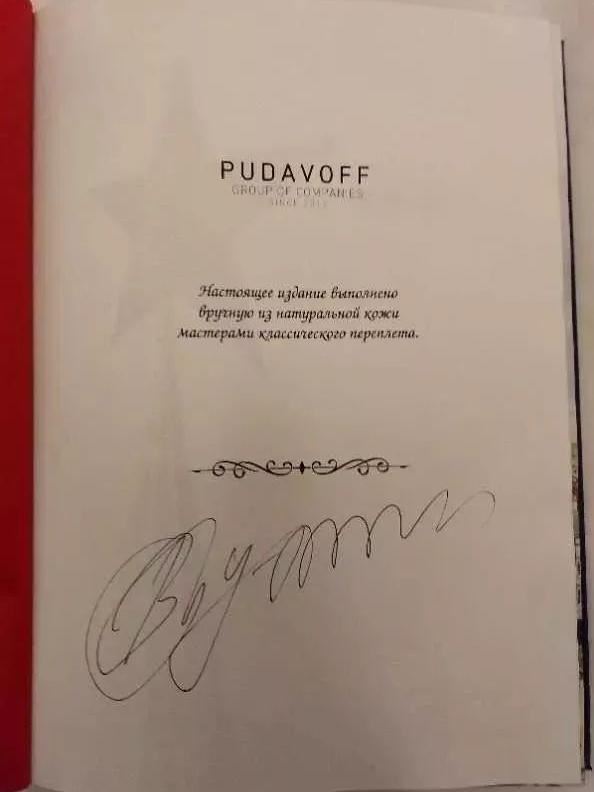 PUDAVOFF
GROUP OF COMPANIES
Настоящее издание выполнено
вручную из натуральной кожи
мастерами классического переплета.